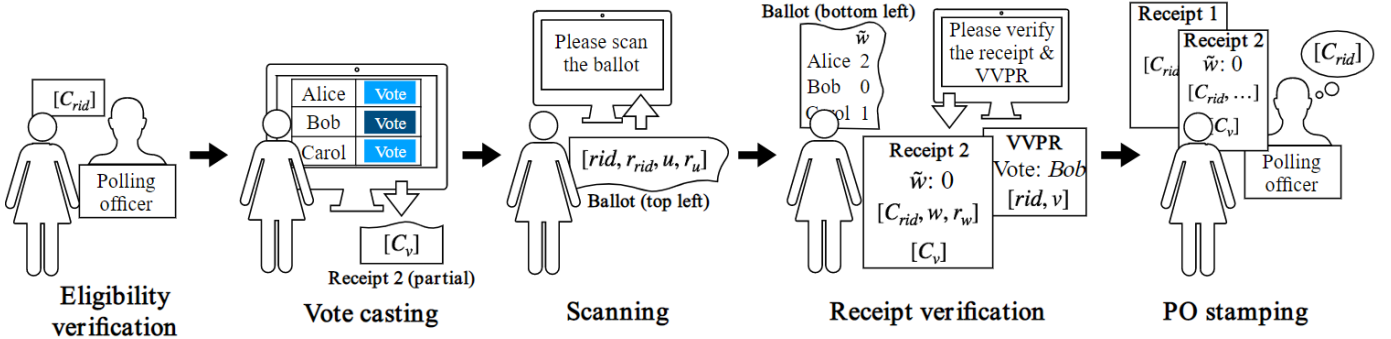 [C_rid]
Polling
officer
Eligibility
verification
Alice Vote
Bob Vote
Carol Vote
[C_v]
Receipt 2 (partial)
Vote casting
Please scan
the ballot
[rid, r_rid, u, r_u]
Ballot (top left)
Scanning
Ballot (bottom left)
w̃
Alice 2
Bob 0
Carol 1
Please verify
the receipt &
VVPR
Receipt 2
w̃: 0
[C_rid, w, r_w]
[C_v]
VVPR
Vote: Bob
[rid, v]
Receipt verification
Receipt 1
[C_rid
Receipt 2
w̃: 0
[C_rid, ...]
[C_v]
[C_rid]
Polling
officer
PO stamping